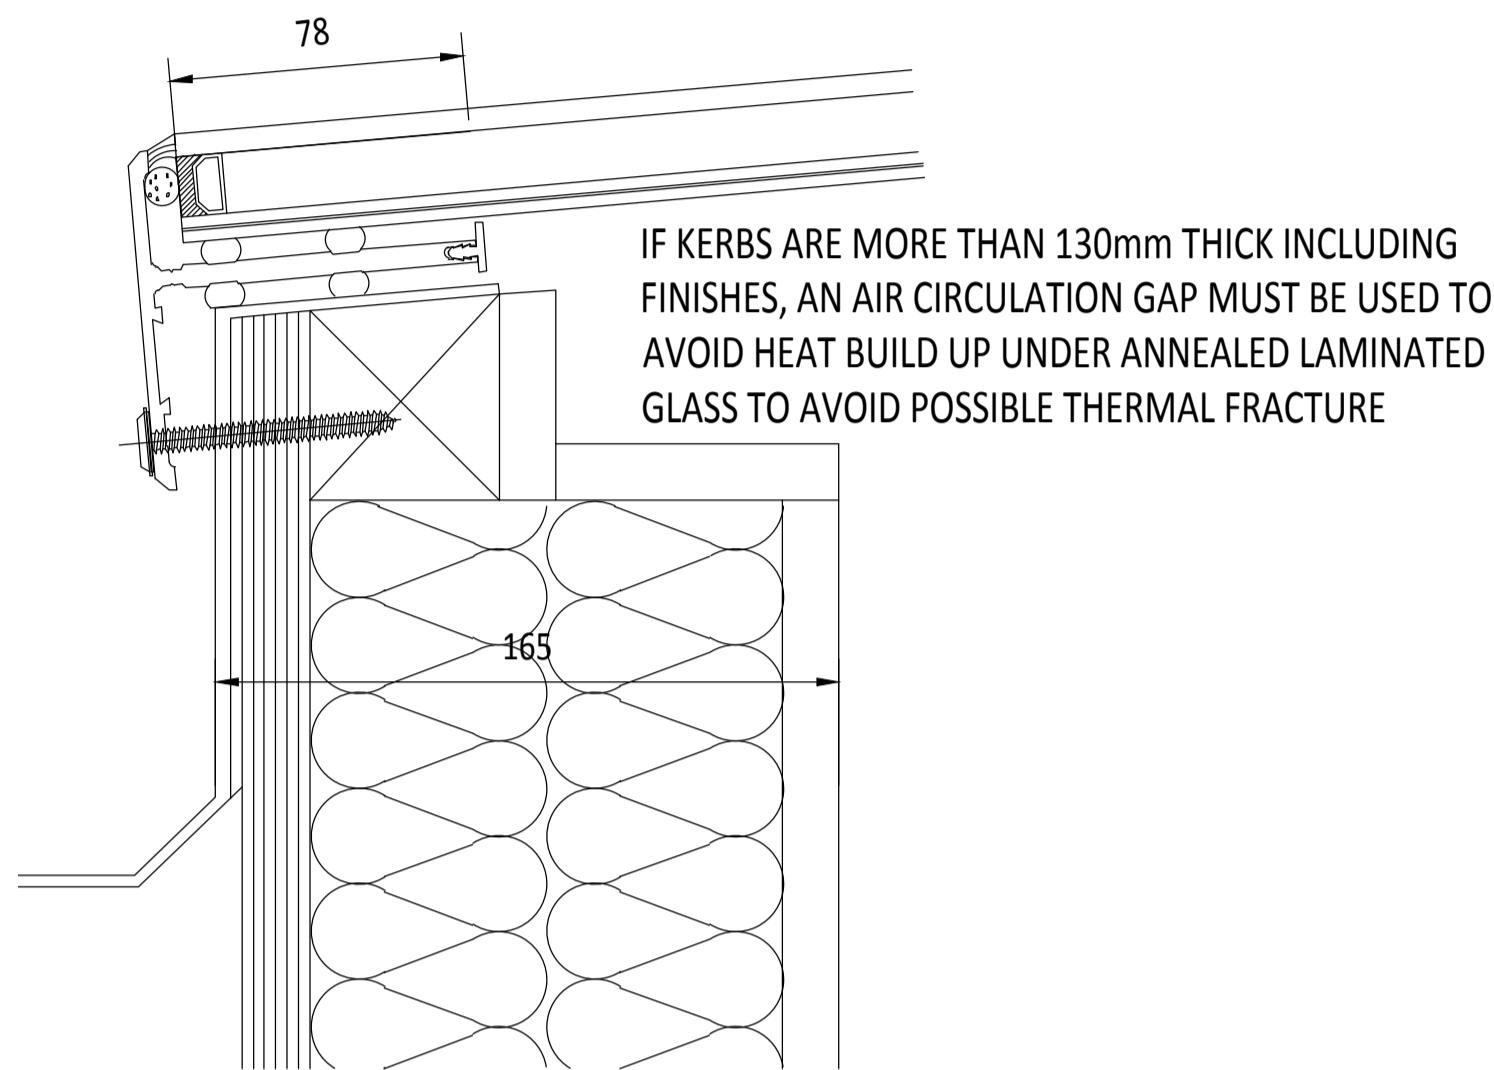 78
IF KERBS ARE MORE THAN 130mm THICK INCLUDING
FINISHES, AN AIR CIRCULATION GAP MUST BE USED TO
AVOID HEAT BUILD UP UNDER ANNEALED LAMINATED
GLASS TO AVOID POSSIBLE THERMAL FRACTURE
165